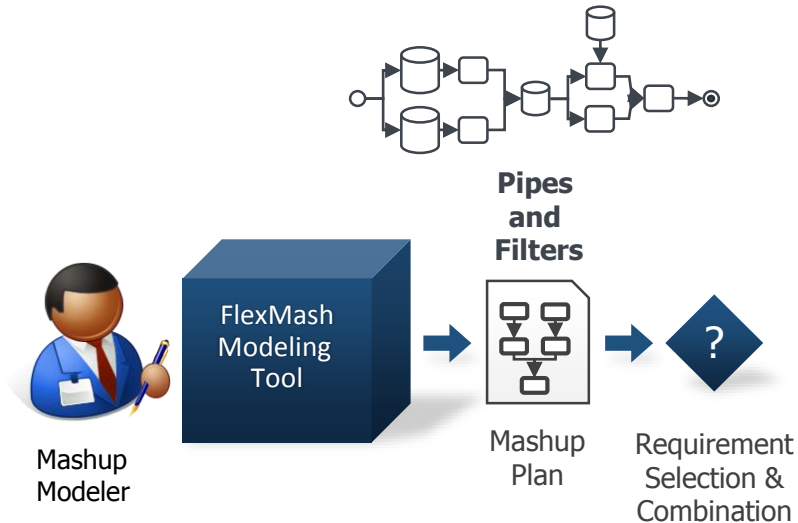 Pipes
and
Filters
FlexMash
Modeling
Tool
?
Mashup
Modeler
Mashup
Plan
Requirement
Selection &
Combination